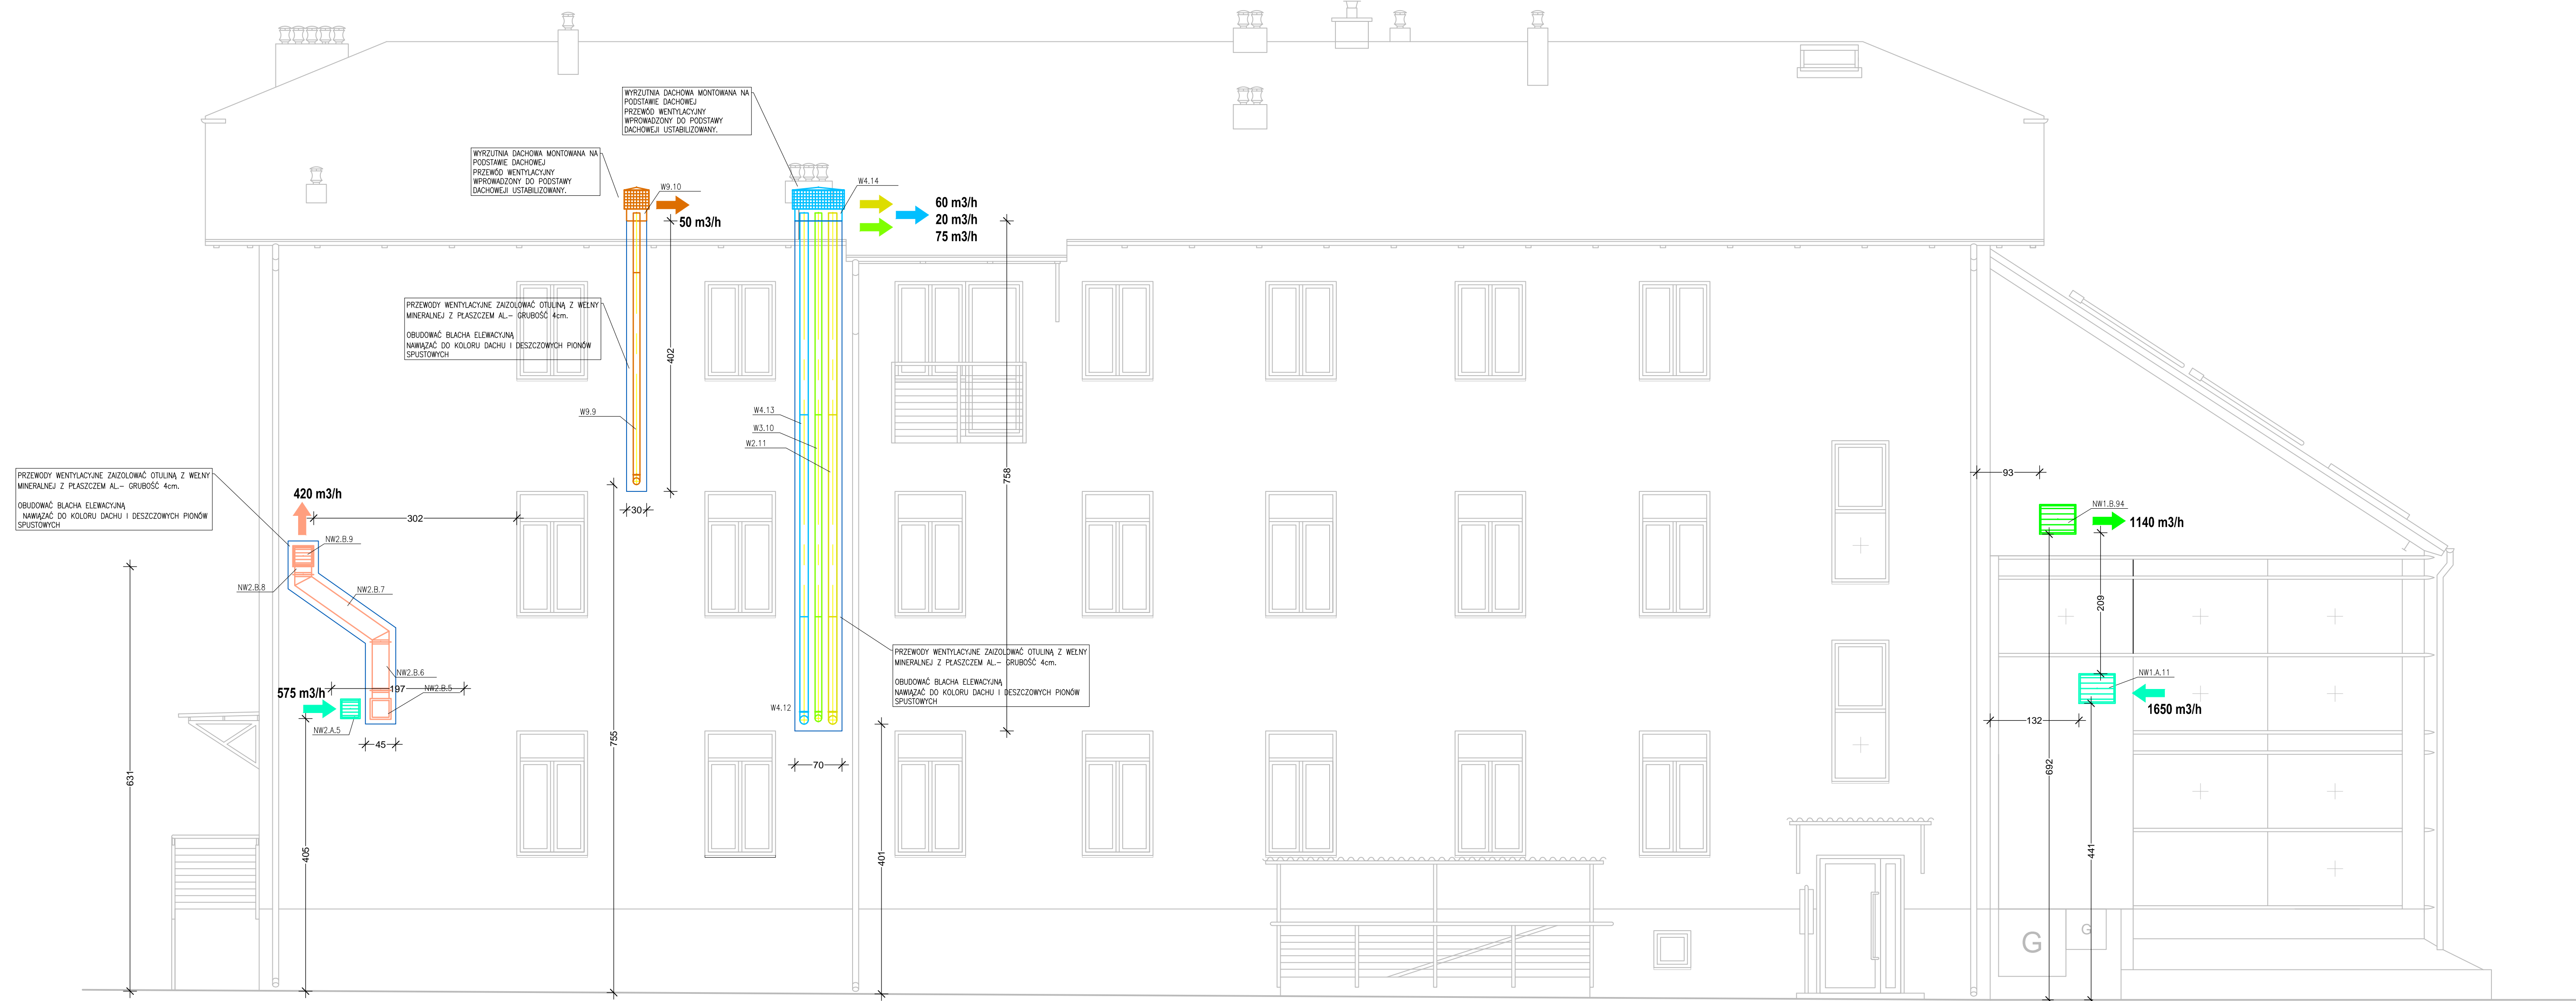 WYRZUTNIA DACHOWA MONTOWANA NA
PODSTAWIE DACHOWEJ
PRZEWÓD WENTYLACYJNY
WPROWADZONY DO PODSTAWY
DACHOWEJI USTABILIZOWANY.
WYRZUTNIA DACHOWA MONTOWANA NA
PODSTAWIE DACHOWEJ
PRZEWÓD WENTYLACYJNY
WPROWADZONY DO PODSTAWY
DACHOWEJI USTABILIZOWANY.
W9.10
50 m3/h
W4.14
60 m3/h
20 m3/h
75 m3/h
PRZEWODY WENTYLACYJNE ZAIZOLOWAĆ OTULINĄ Z WEŁNY
MINERALNEJ Z PŁASZCZEM AL.- GRUBOŚĆ 4cm.
OBUDOWAĆ BLACHA ELEWACYJNĄ
NAWIĄZAĆ DO KOLORU DACHU I DESZCZOWYCH PIONÓW
SPUSTOWYCH
402
W9.9
W4.13
W3.10
W2.11
758
93
PRZEWODY WENTYLACYJNE ZAIZOLOWAĆ OTULINĄ Z WEŁNY
MINERALNEJ Z PŁASZCZEM AL.- GRUBOŚĆ 4cm.
OBUDOWAĆ BLACHA ELEWACYJNĄ
NAWIĄZAĆ DO KOLORU DACHU I DESZCZOWYCH PIONÓW
SPUSTOWYCH
420 m3/h
302
30
NW1.B.94
1140 m3/h
NW2.B.9
NW2.B.8
NW2.B.7
209
PRZEWODY WENTYLACYJNE ZAIZOLOWAĆ OTULINĄ Z WEŁNY
MINERALNEJ Z PŁASZCZEM AL.- GRUBOŚĆ 4cm.
OBUDOWAĆ BLACHA ELEWACYJNĄ
NAWIĄZAĆ DO KOLORU DACHU I DESZCZOWYCH PIONÓW
SPUSTOWYCH
NW2.B.6
197
NW2.B.5
575 m3/h
NW2.A.5
45
W4.12
NW1.A.11
1650 m3/h
132
755
70
631
692
405
401
441
G
G